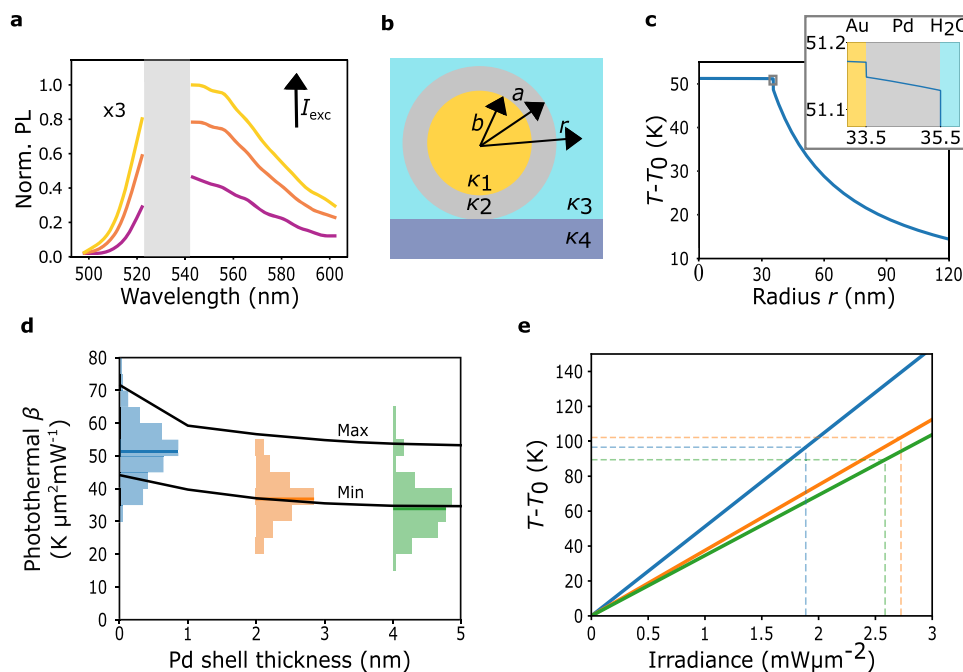 a
Norm. PL
1.0
0.8
0.6
0.4
0.2
0.0
x3
I_exc
500 520 540 560 580 600
Wavelength (nm)
b
b
a
r
κ1
κ2
κ3
κ4
c
T-T0 (K)
50
40
30
20
10
0 30 60 90 120
Radius r (nm)
Au Pd H2O
51.2
51.1
33.5 35.5
d
Photothermal β
(K μm²mW⁻¹)
80
70
60
50
40
30
20
10
0
Max
Min
0 1 2 3 4 5
Pd shell thickness (nm)
e
T-T0 (K)
140
120
100
80
60
40
20
0
0 0.5 1 1.5 2 2.5 3
Irradiance (mWμm⁻²)